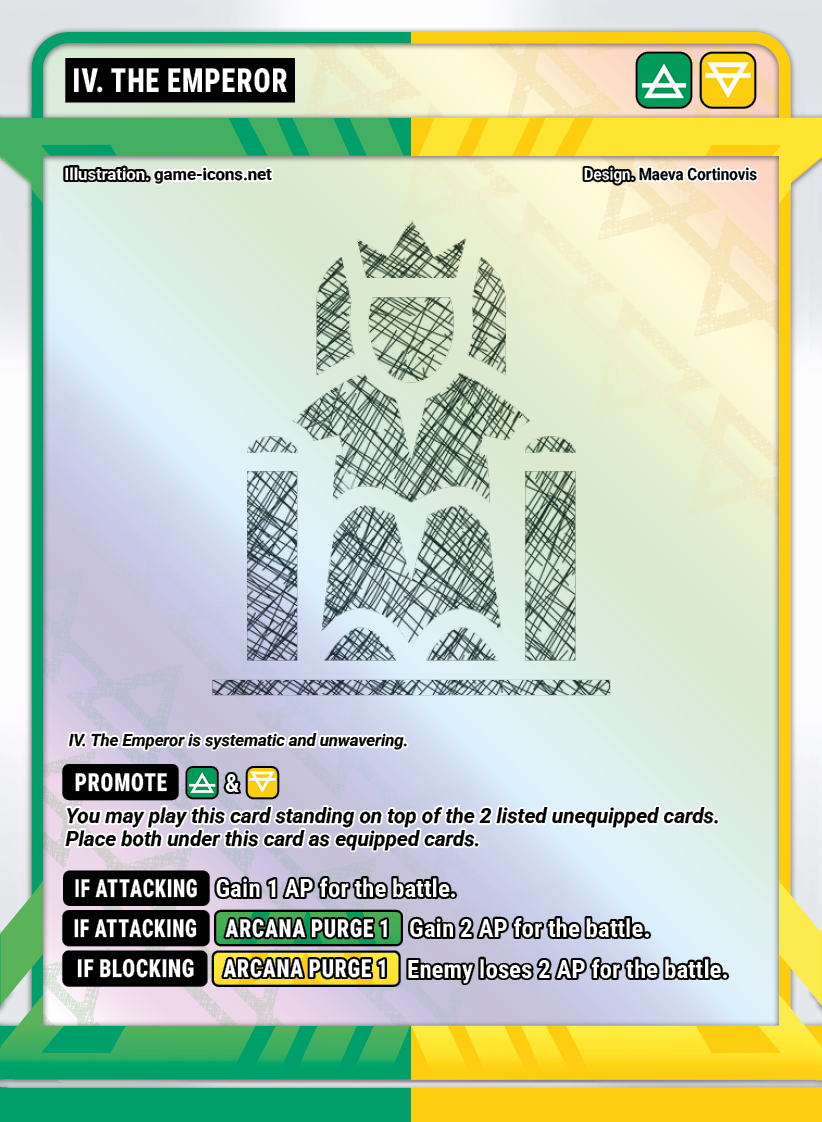 IV. THE EMPEROR
Illustration. game-icons.net
Design. Maeva Cortinovis
IV. The Emperor is systematic and unwavering.
PROMOTE &
You may play this card standing on top of the 2 listed unequipped cards.
Place both under this card as equipped cards.
IF ATTACKING Gain 1 AP for the battle.
IF ATTACKING ARCANA PURGE 1 Gain 2 AP for the battle.
IF BLOCKING ARCANA PURGE 1 Enemy loses 2 AP for the battle.